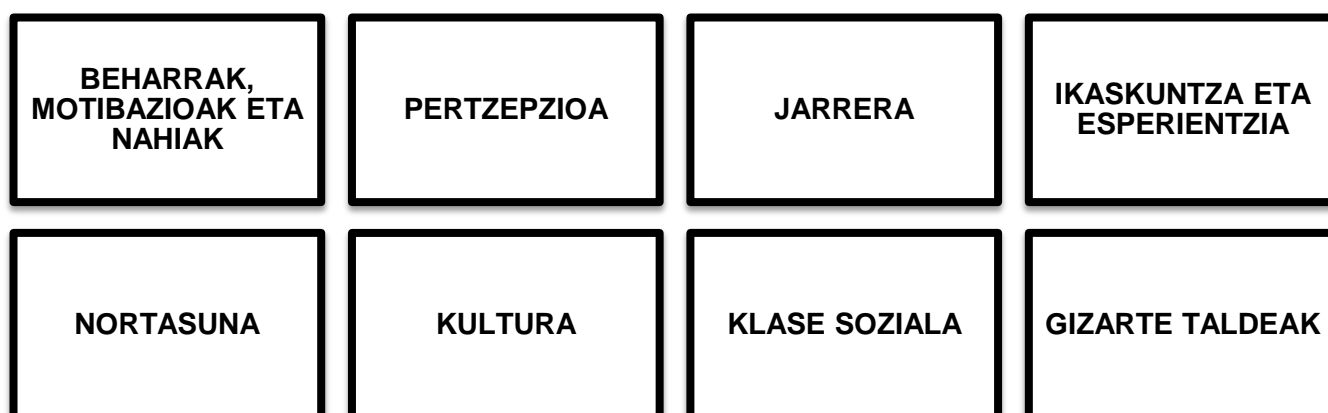 BEHARRAK,
MOTIBAZIOAK ETA
NAHIAK
PERTZEPZIOA
JARRERA
IKASKUNTZA ETA
ESPERIENTZIA
NORTASUNA
KULTURA
KLASE SOZIALA
GIZARTE TALDEAK